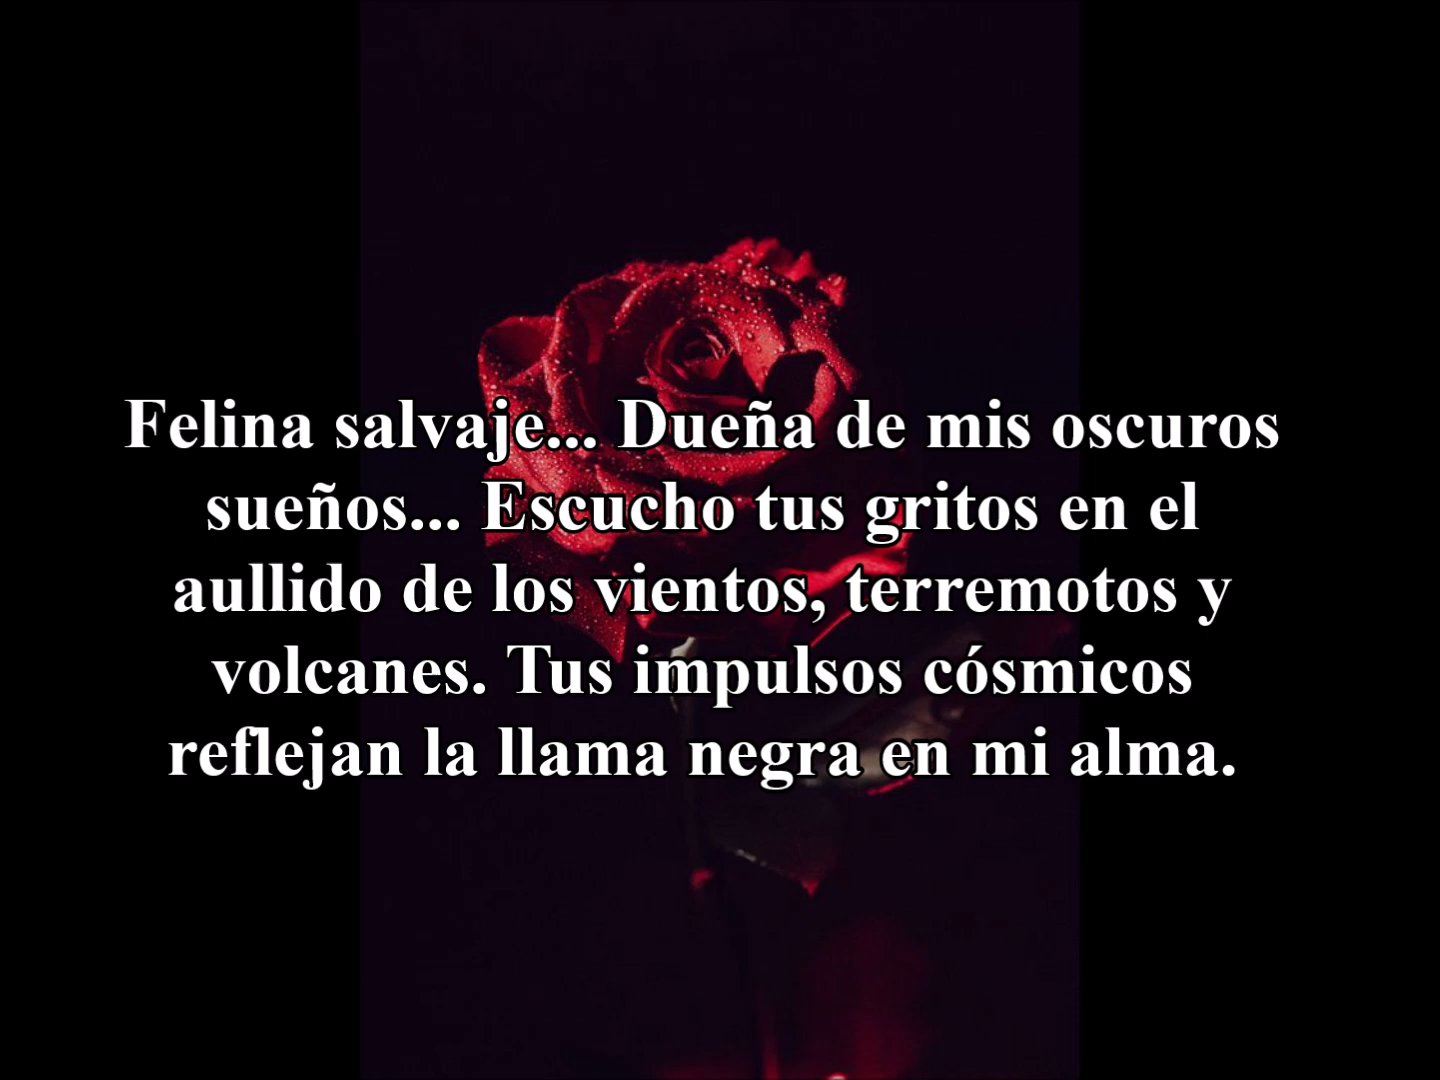 Felina salvaje... Dueña de mis oscuros
sueños... Escucho tus gritos en el
aullido de los vientos, terremotos y
volcanes. Tus impulsos cósmicos
reflejan la llama negra en mi alma.